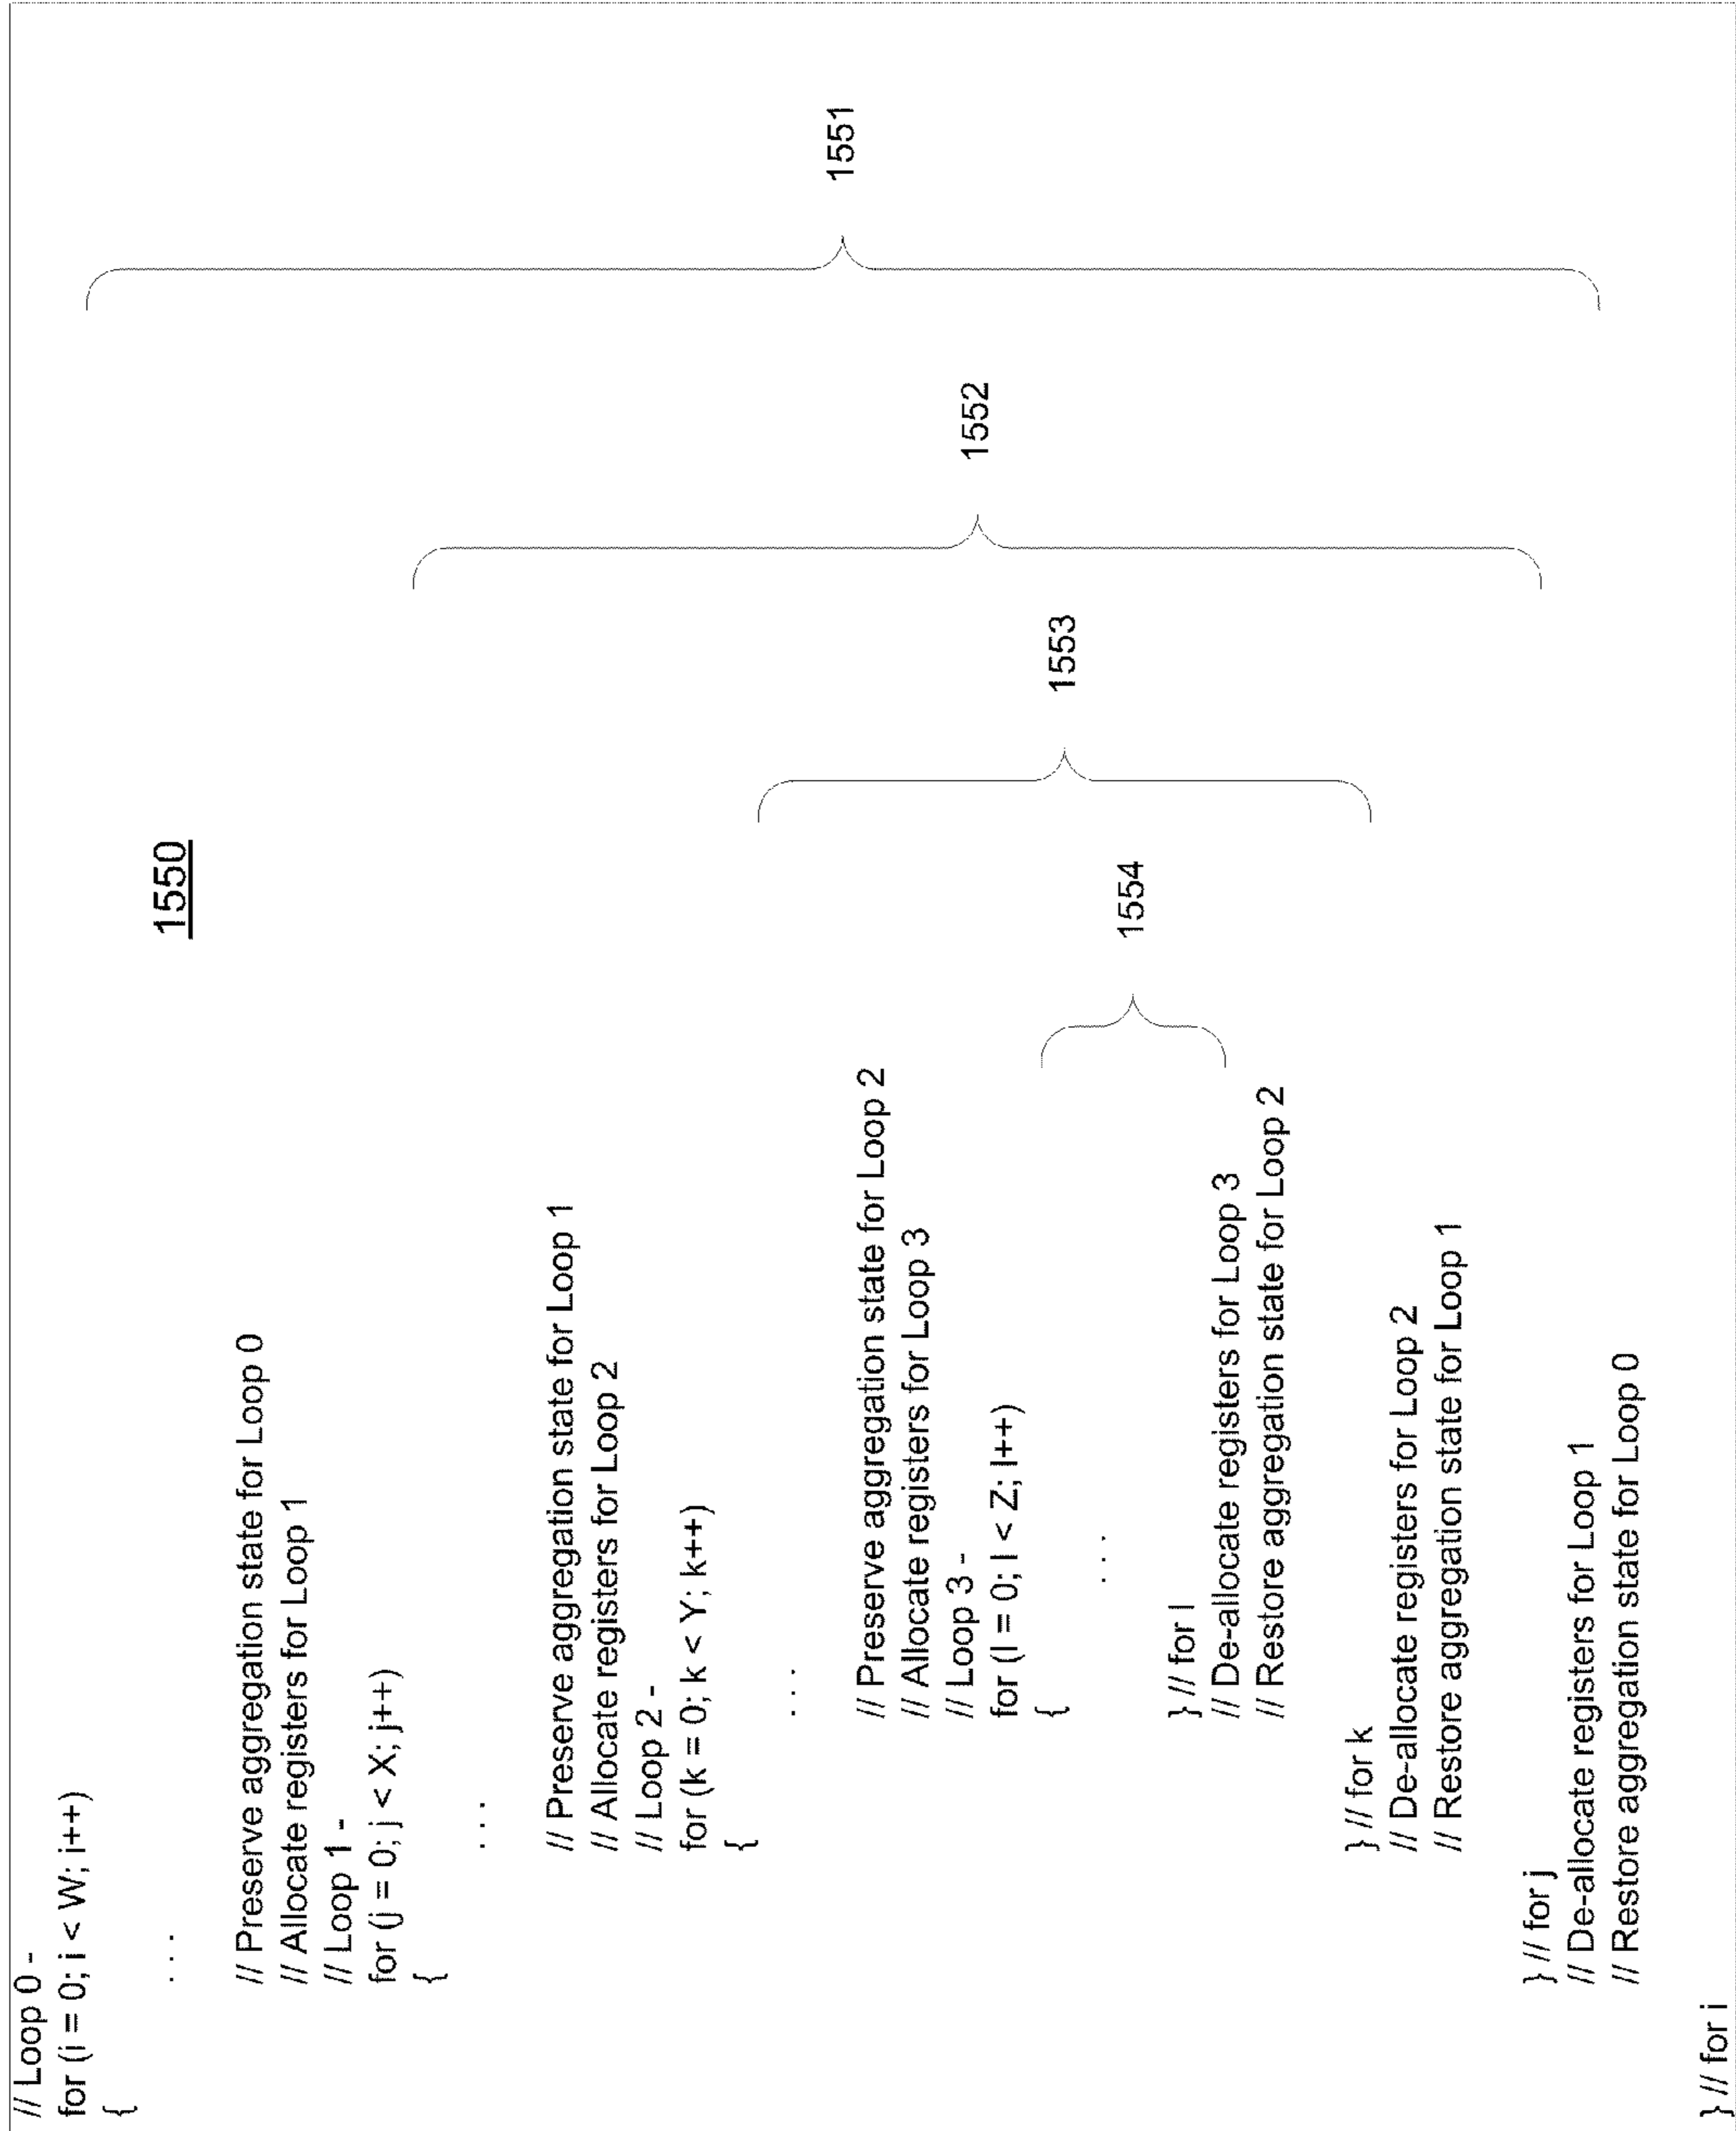 // Loop 0 -
for (i = 0; i < W; i++)
{
. . .
// Preserve aggregation state for Loop 0
// Allocate registers for Loop 1
// Loop 1 -
for (j = 0; j < X; j++)
{
. . .
// Preserve aggregation state for Loop 1
// Allocate registers for Loop 2
// Loop 2 -
for (k = 0; k < Y; k++)
{
. . .
// Preserve aggregation state for Loop 2
// Allocate registers for Loop 3
// Loop 3 -
for (l = 0; l < Z; l++)
{
. . .
} // for l
// De-allocate registers for Loop 3
// Restore aggregation state for Loop 2
} // for k
// De-allocate registers for Loop 2
// Restore aggregation state for Loop 1
} // for j
// De-allocate registers for Loop 1
// Restore aggregation state for Loop 0
} // for i
1550
1554
1553
1552
1551